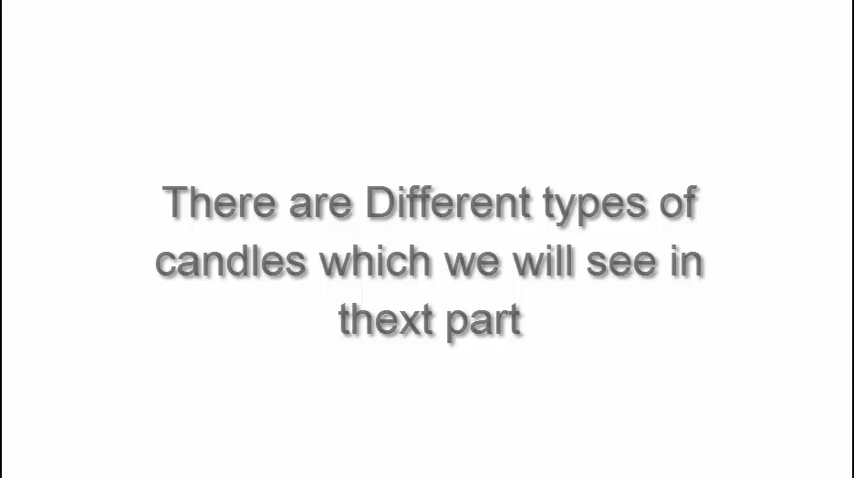 There are Different types of
candles which we will see in
thext part